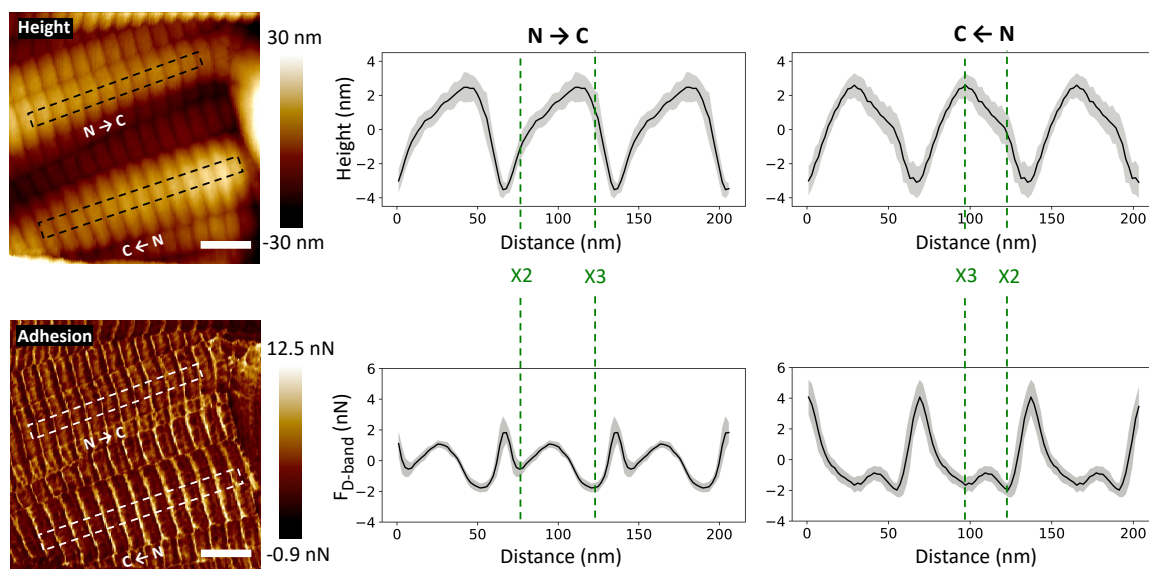 Height
30 nm
-30 nm
N → C
C ← N
N → C
C ← N
Height (nm)
4
2
0
−2
−4
0
50
100
150
200
Distance (nm)
4
2
0
−2
−4
0
50
100
150
200
Distance (nm)
X2
X3
X3
X2
Adhesion
12.5 nN
-0.9 nN
N → C
C ← N
F_D-band (nN)
6
4
2
0
−2
−4
0
50
100
150
200
Distance (nm)
6
4
2
0
−2
−4
0
50
100
150
200
Distance (nm)